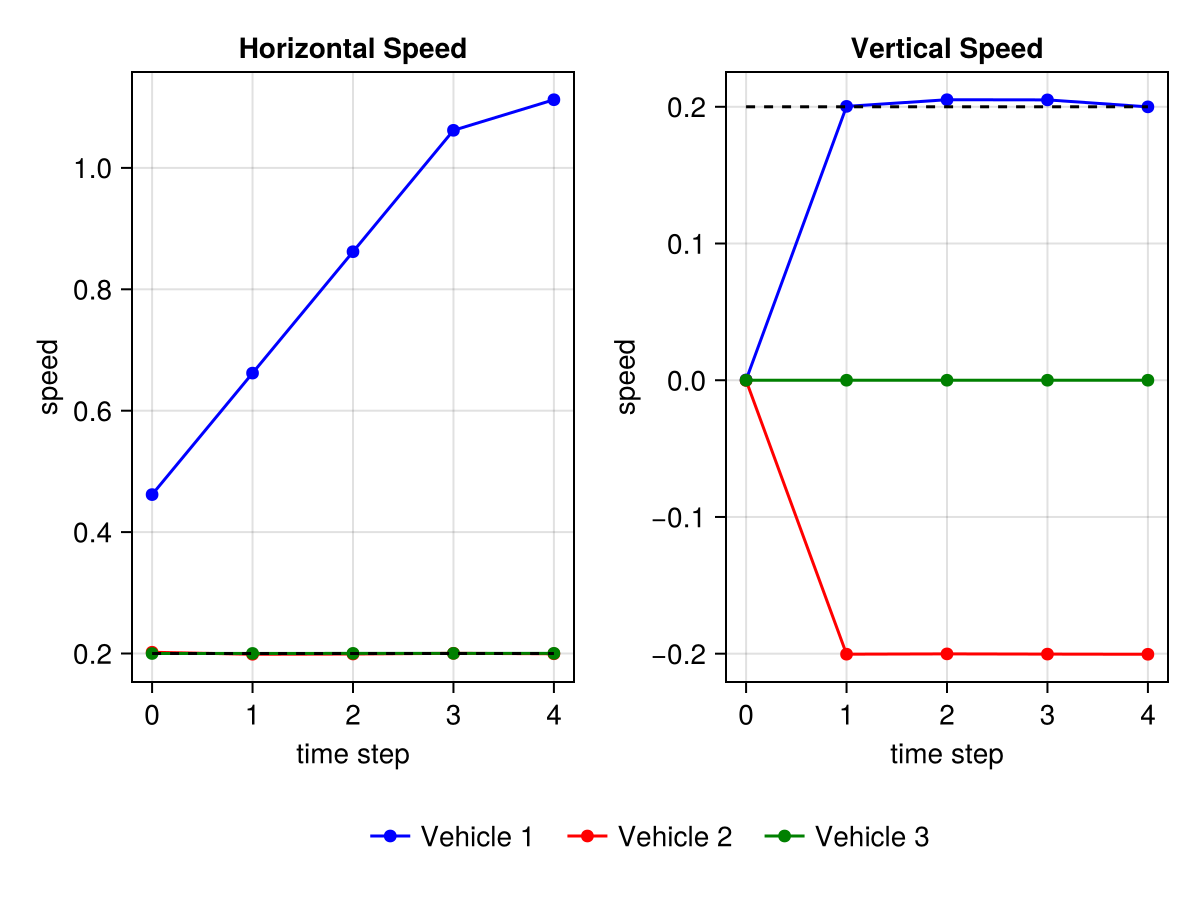 Horizontal Speed
speed
1.0
0.8
0.6
0.4
0.2
0 1 2 3 4
time step
Vertical Speed
speed
0.2
0.1
0.0
−0.1
−0.2
0 1 2 3 4
time step
Vehicle 1 Vehicle 2 Vehicle 3